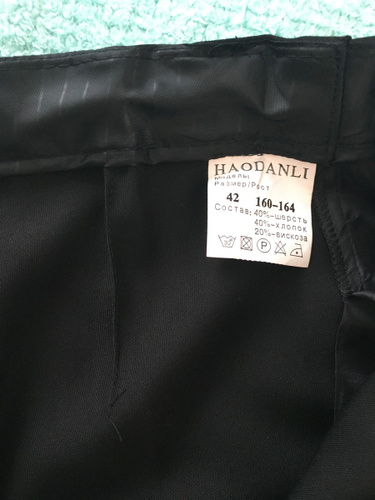 HAODANLI
Модель
Размер/Рост
42 160-164
Состав: 40%-шерсть
40%-хлопок
20%-вискоза
P